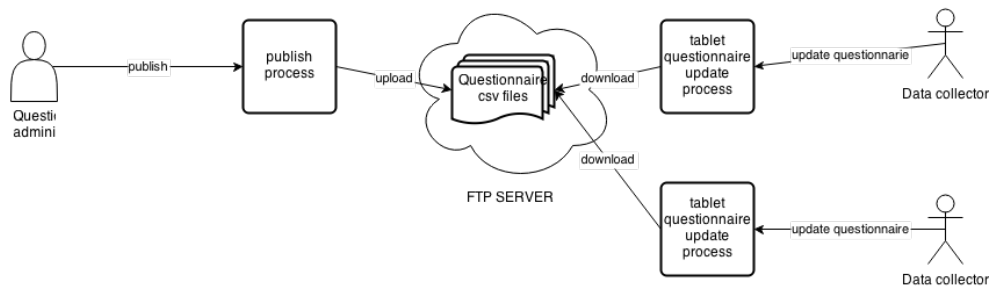 publish
publish
process
upload
Questionnaire
csv files
FTP SERVER
download
tablet
questionnaire
update
process
update questionnarie
Data collector
Questi
admini
download
tablet
questionnaire
update
process
update questionnaire
Data collector